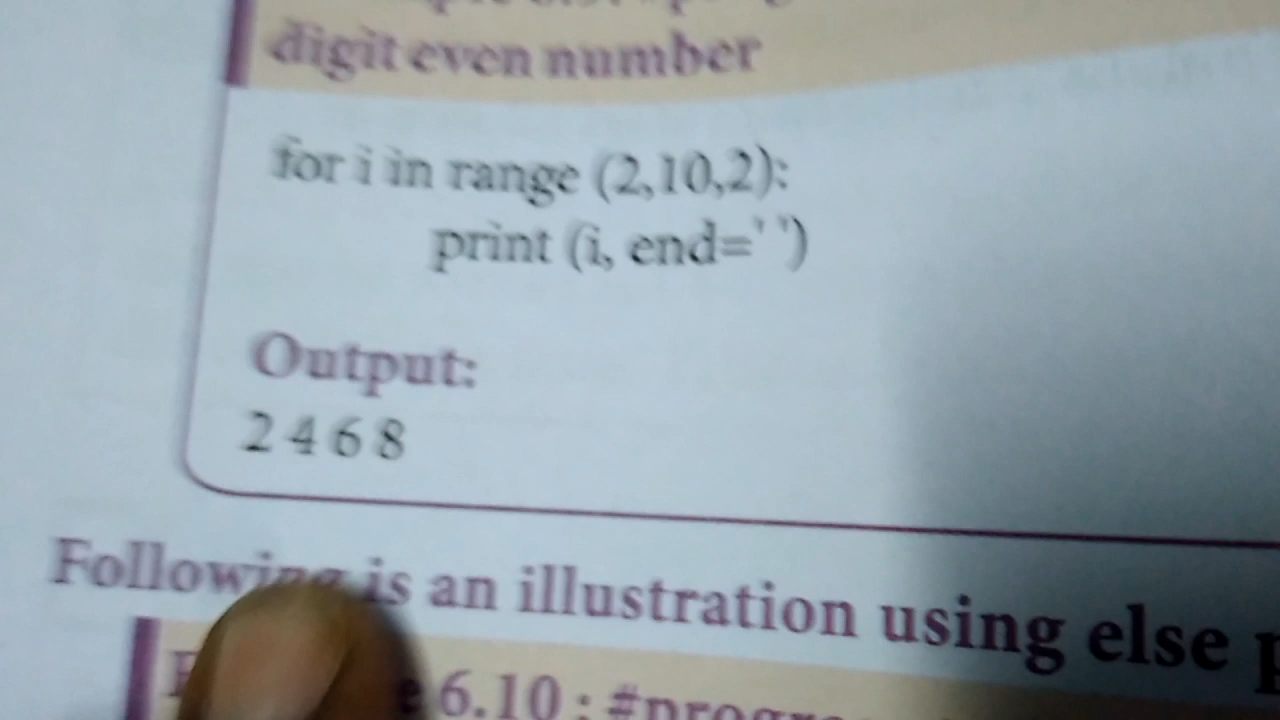 digit even number
for i in range (2,10,2):
print (i, end=' ')
Output:
2 4 6 8
Following is an illustration using else
6.10 :